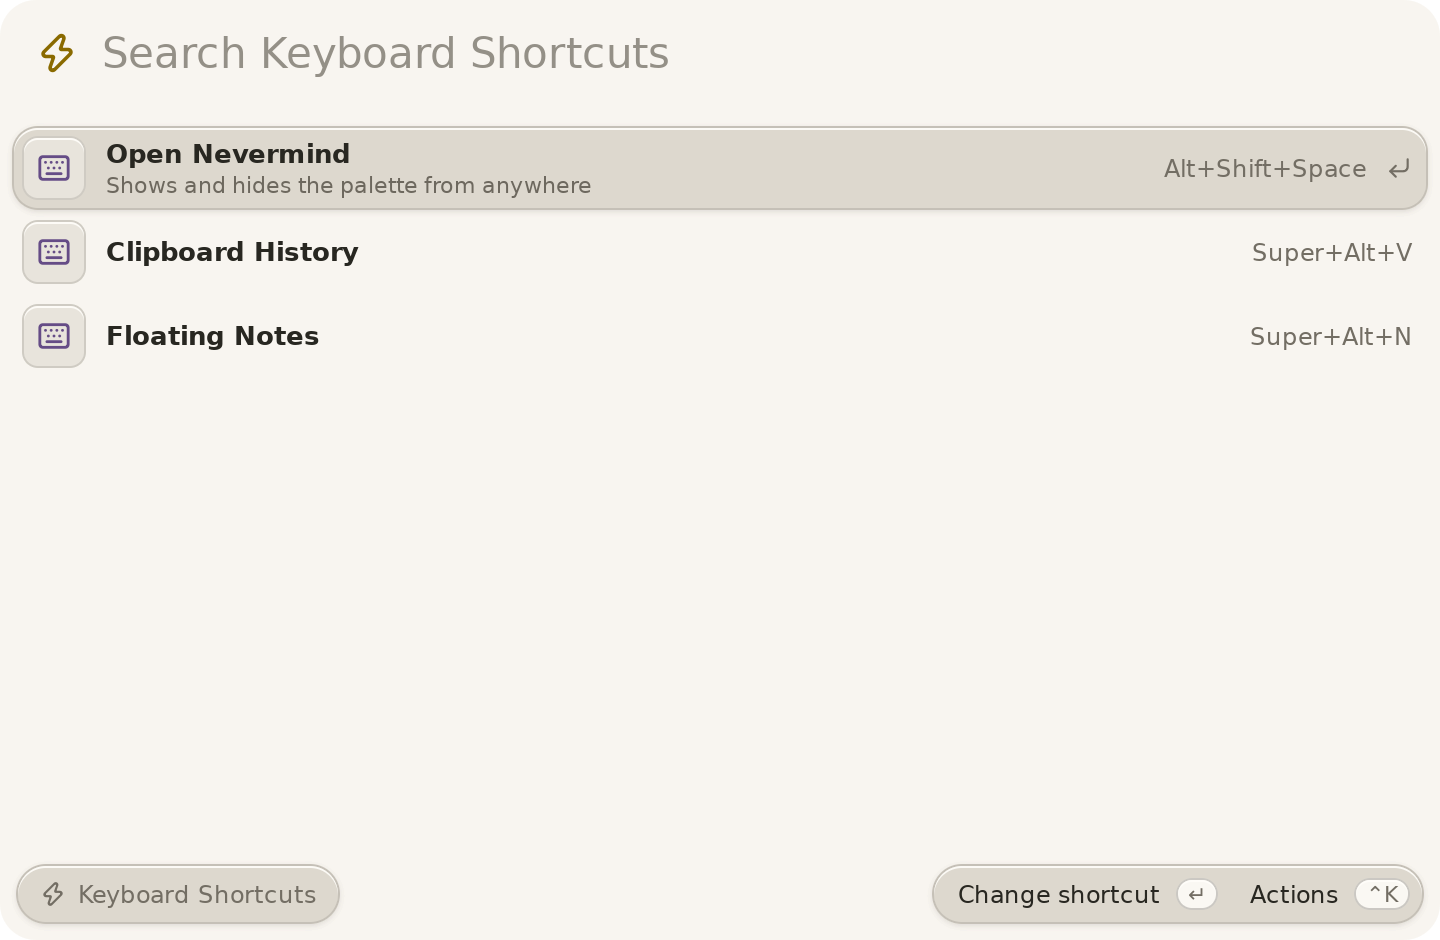 Search Keyboard Shortcuts
Open Nevermind
Shows and hides the palette from anywhere
Alt+Shift+Space
Clipboard History
Super+Alt+V
Floating Notes
Super+Alt+N
Keyboard Shortcuts
Change shortcut
Actions ^K